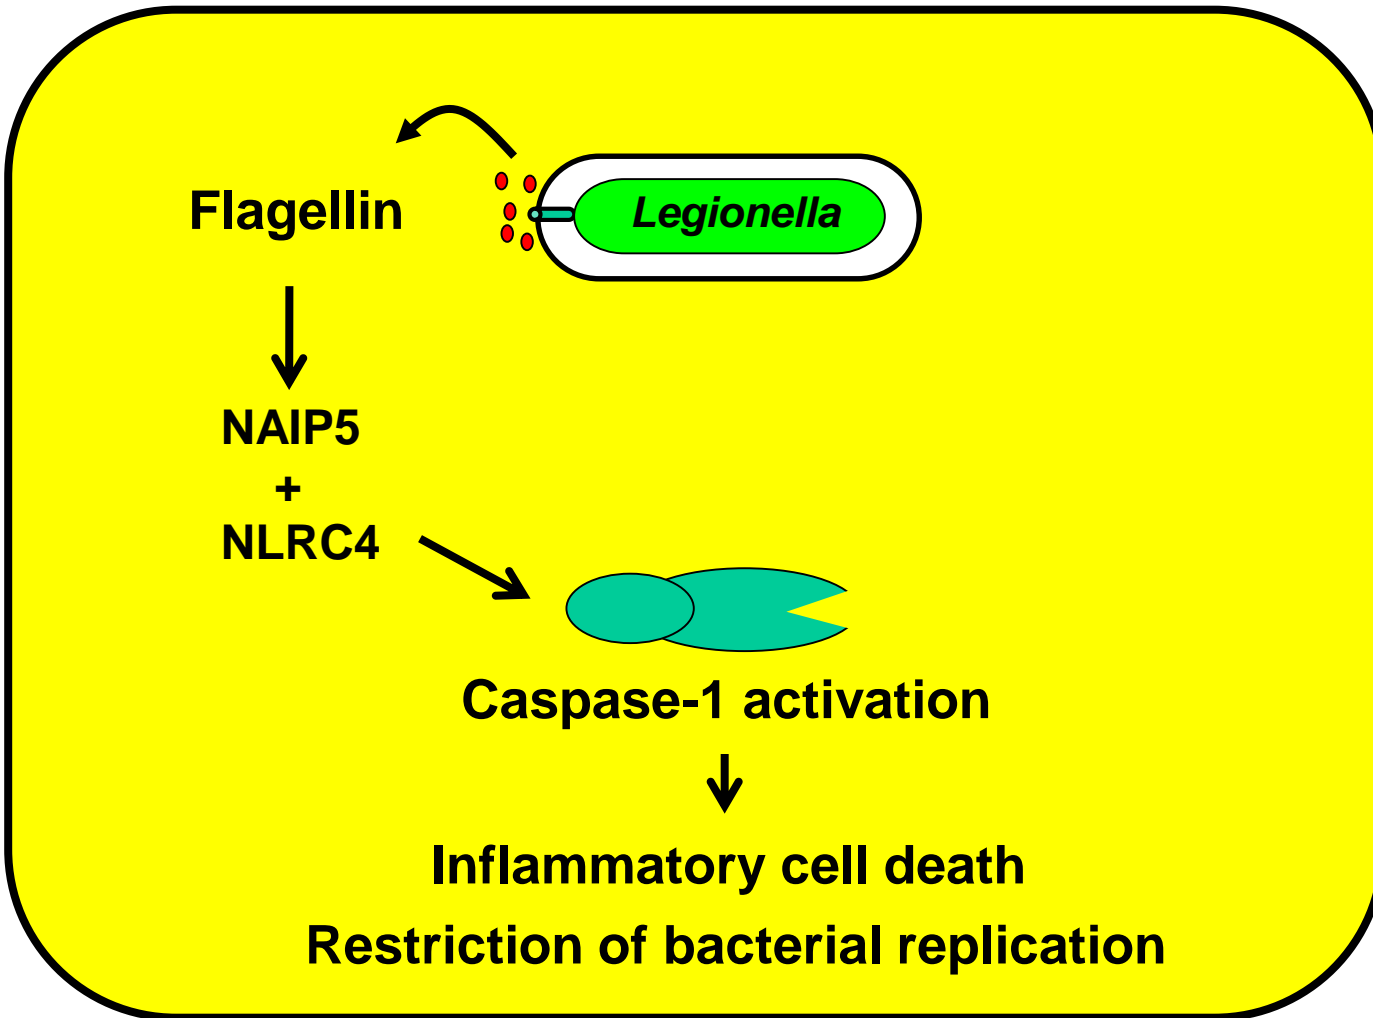 Flagellin
Legionella
NAIP5
+
NLRC4
Caspase-1 activation
Inflammatory cell death
Restriction of bacterial replication